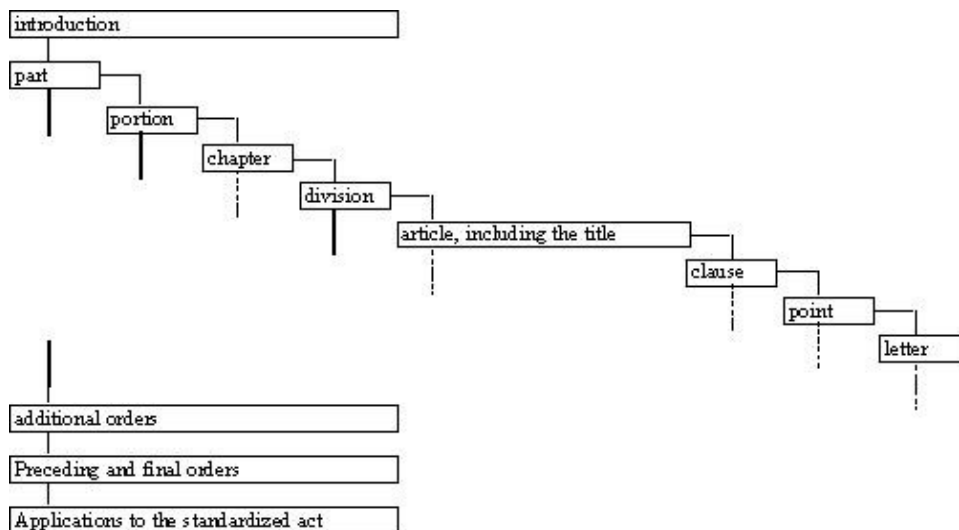 introduction
part
portion
chapter
division
article, including the title
clause
point
letter
additional orders
Preceding and final orders
Applications to the standardized act